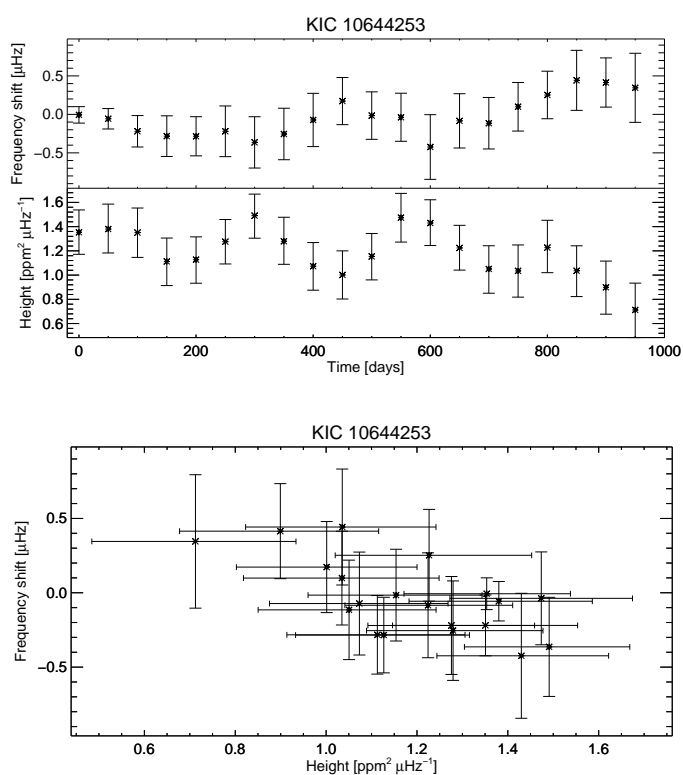 KIC 10644253
Frequency shift [μHz]
0.5
0.0
−0.5
Height [ppm² μHz⁻¹]
1.6
1.4
1.2
1.0
0.8
0.6
0 200 400 600 800 1000
Time [days]
KIC 10644253
Frequency shift [μHz]
0.5
0.0
−0.5
0.6 0.8 1.0 1.2 1.4 1.6
Height [ppm² μHz⁻¹]